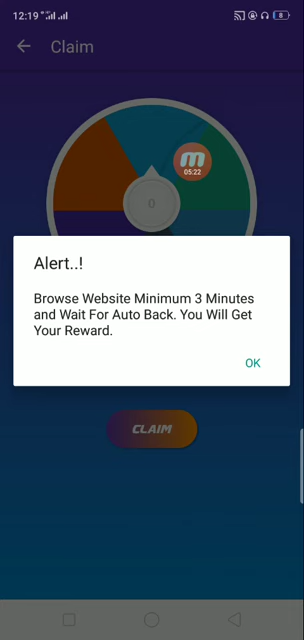 12:19
8
Claim
m
05:22
0
Alert..!
Browse Website Minimum 3 Minutes
and Wait For Auto Back. You Will Get
Your Reward.
OK
CLAIM